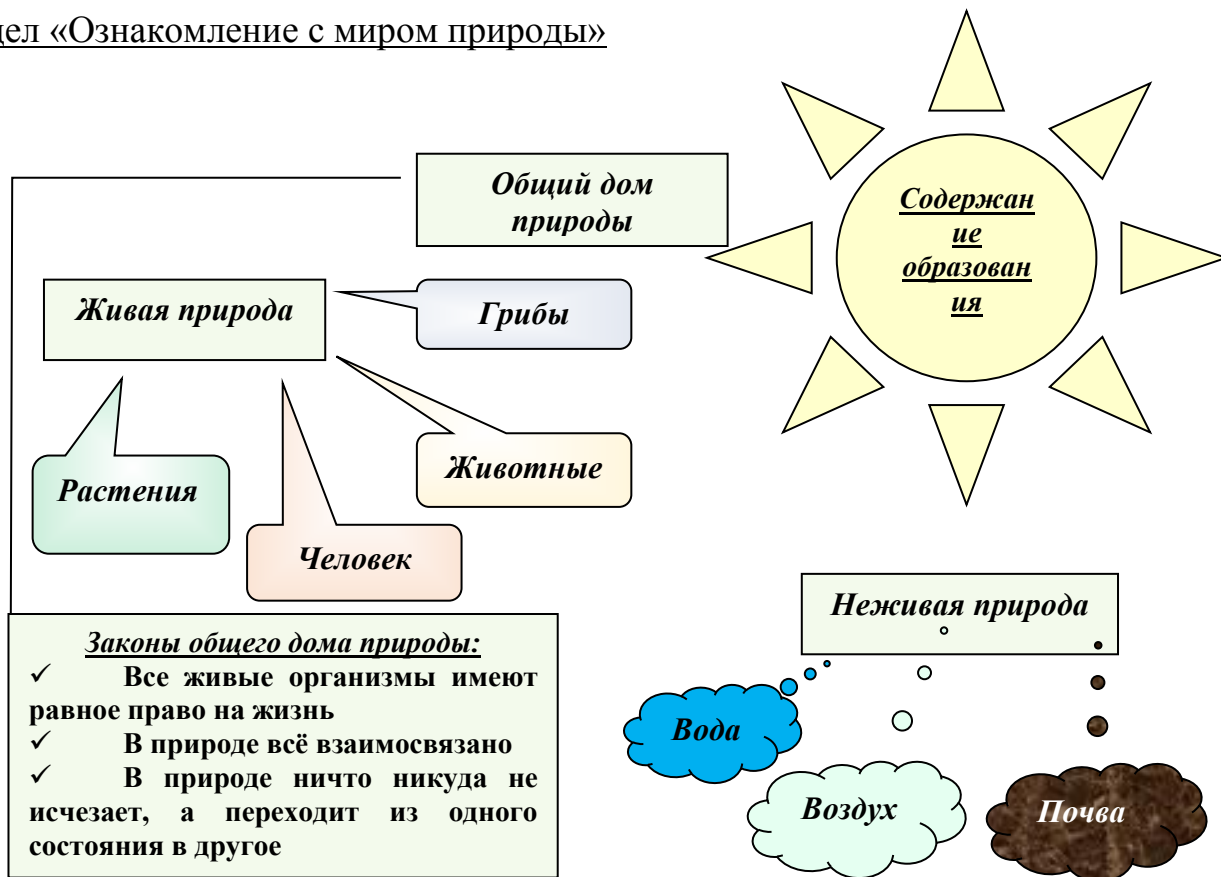 «Ознакомление с миром природы»
Общий дом
природы
Содержан
ие
образован
ия
Живая природа
Грибы
Животные
Растения
Человек
Законы общего дома природы:
✓ Все живые организмы имеют
равное право на жизнь
✓ В природе всё взаимосвязано
✓ В природе ничто никуда не
исчезает, а переходит из одного
состояния в другое
Неживая природа
Вода
Воздух
Почва